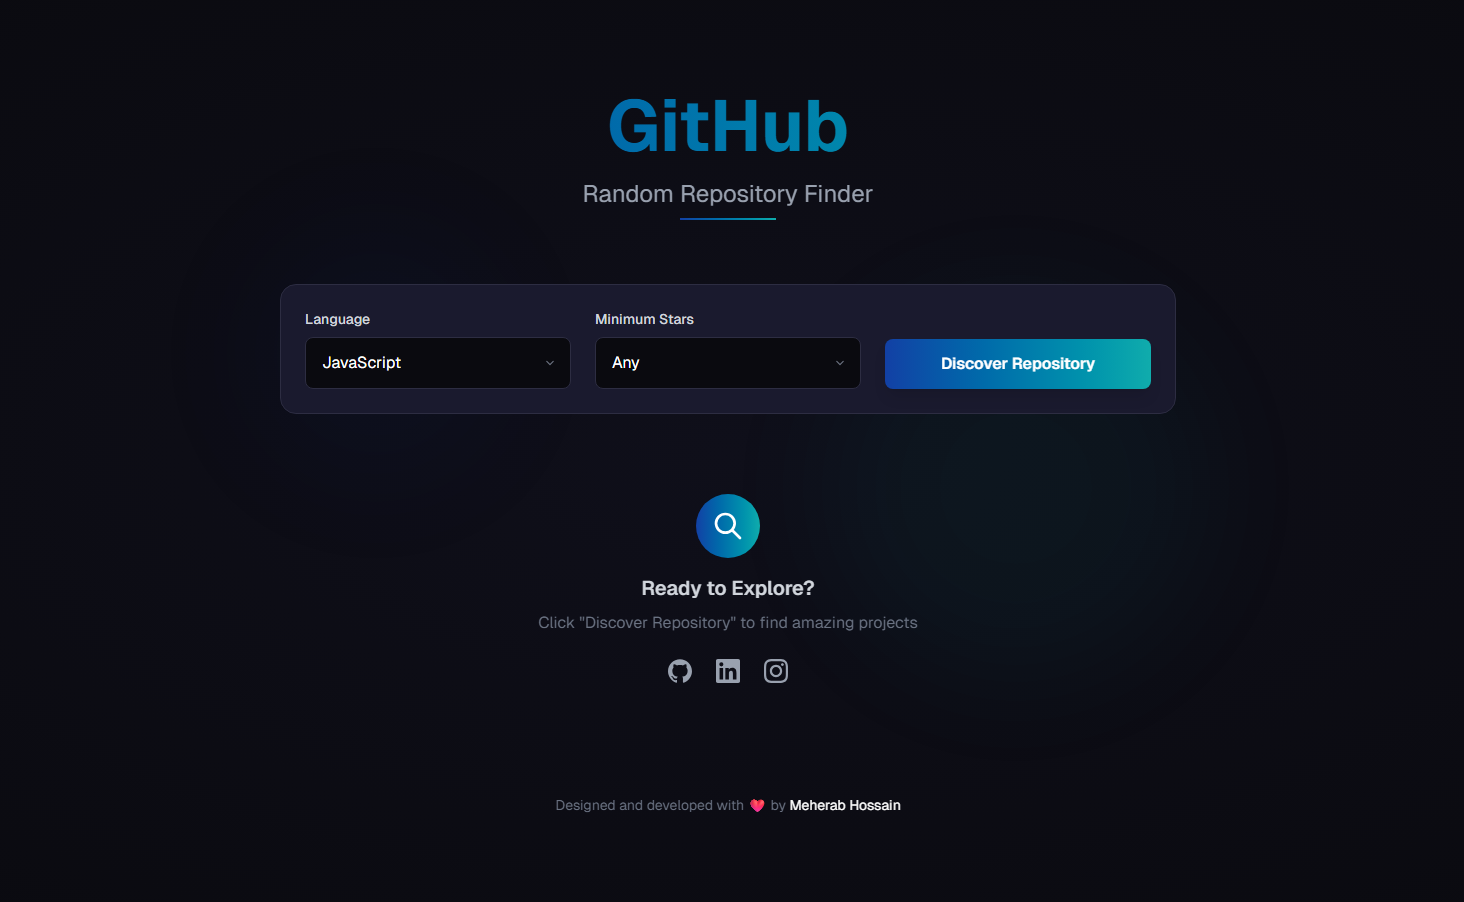 GitHub
Random Repository Finder
Language
Minimum Stars
JavaScript
Any
Discover Repository
Ready to Explore?
Click "Discover Repository" to find amazing projects
in
Designed and developed with ❤️ by Meherab Hossain